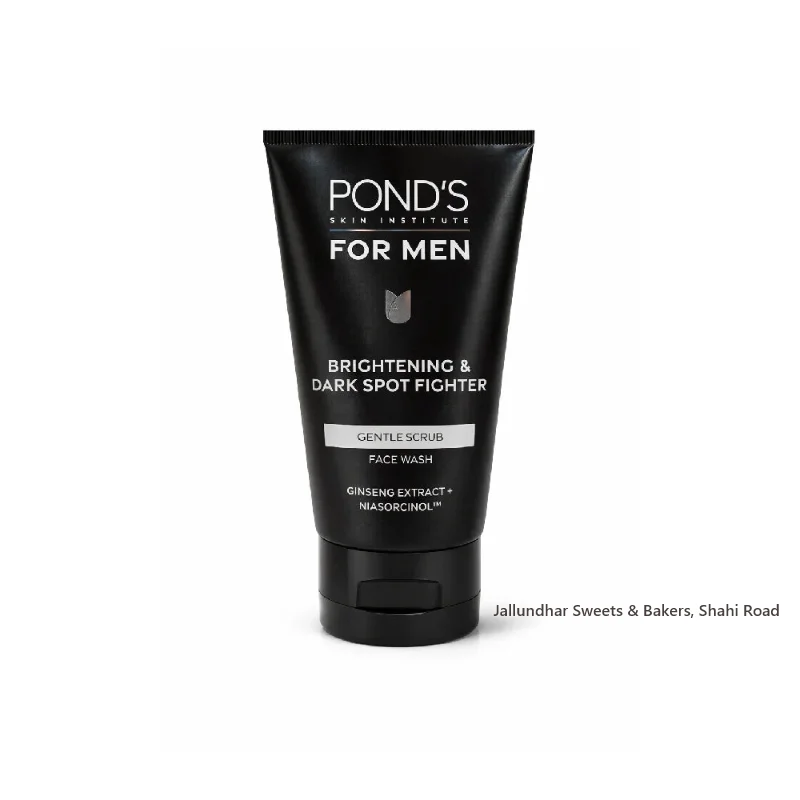 POND'S
SKIN INSTITUTE
FOR MEN
BRIGHTENING &
DARK SPOT FIGHTER
GENTLE SCRUB
FACE WASH
GINSENG EXTRACT +
NIASORCINOL™
Jallundhar Sweets & Bakers, Shahi Road